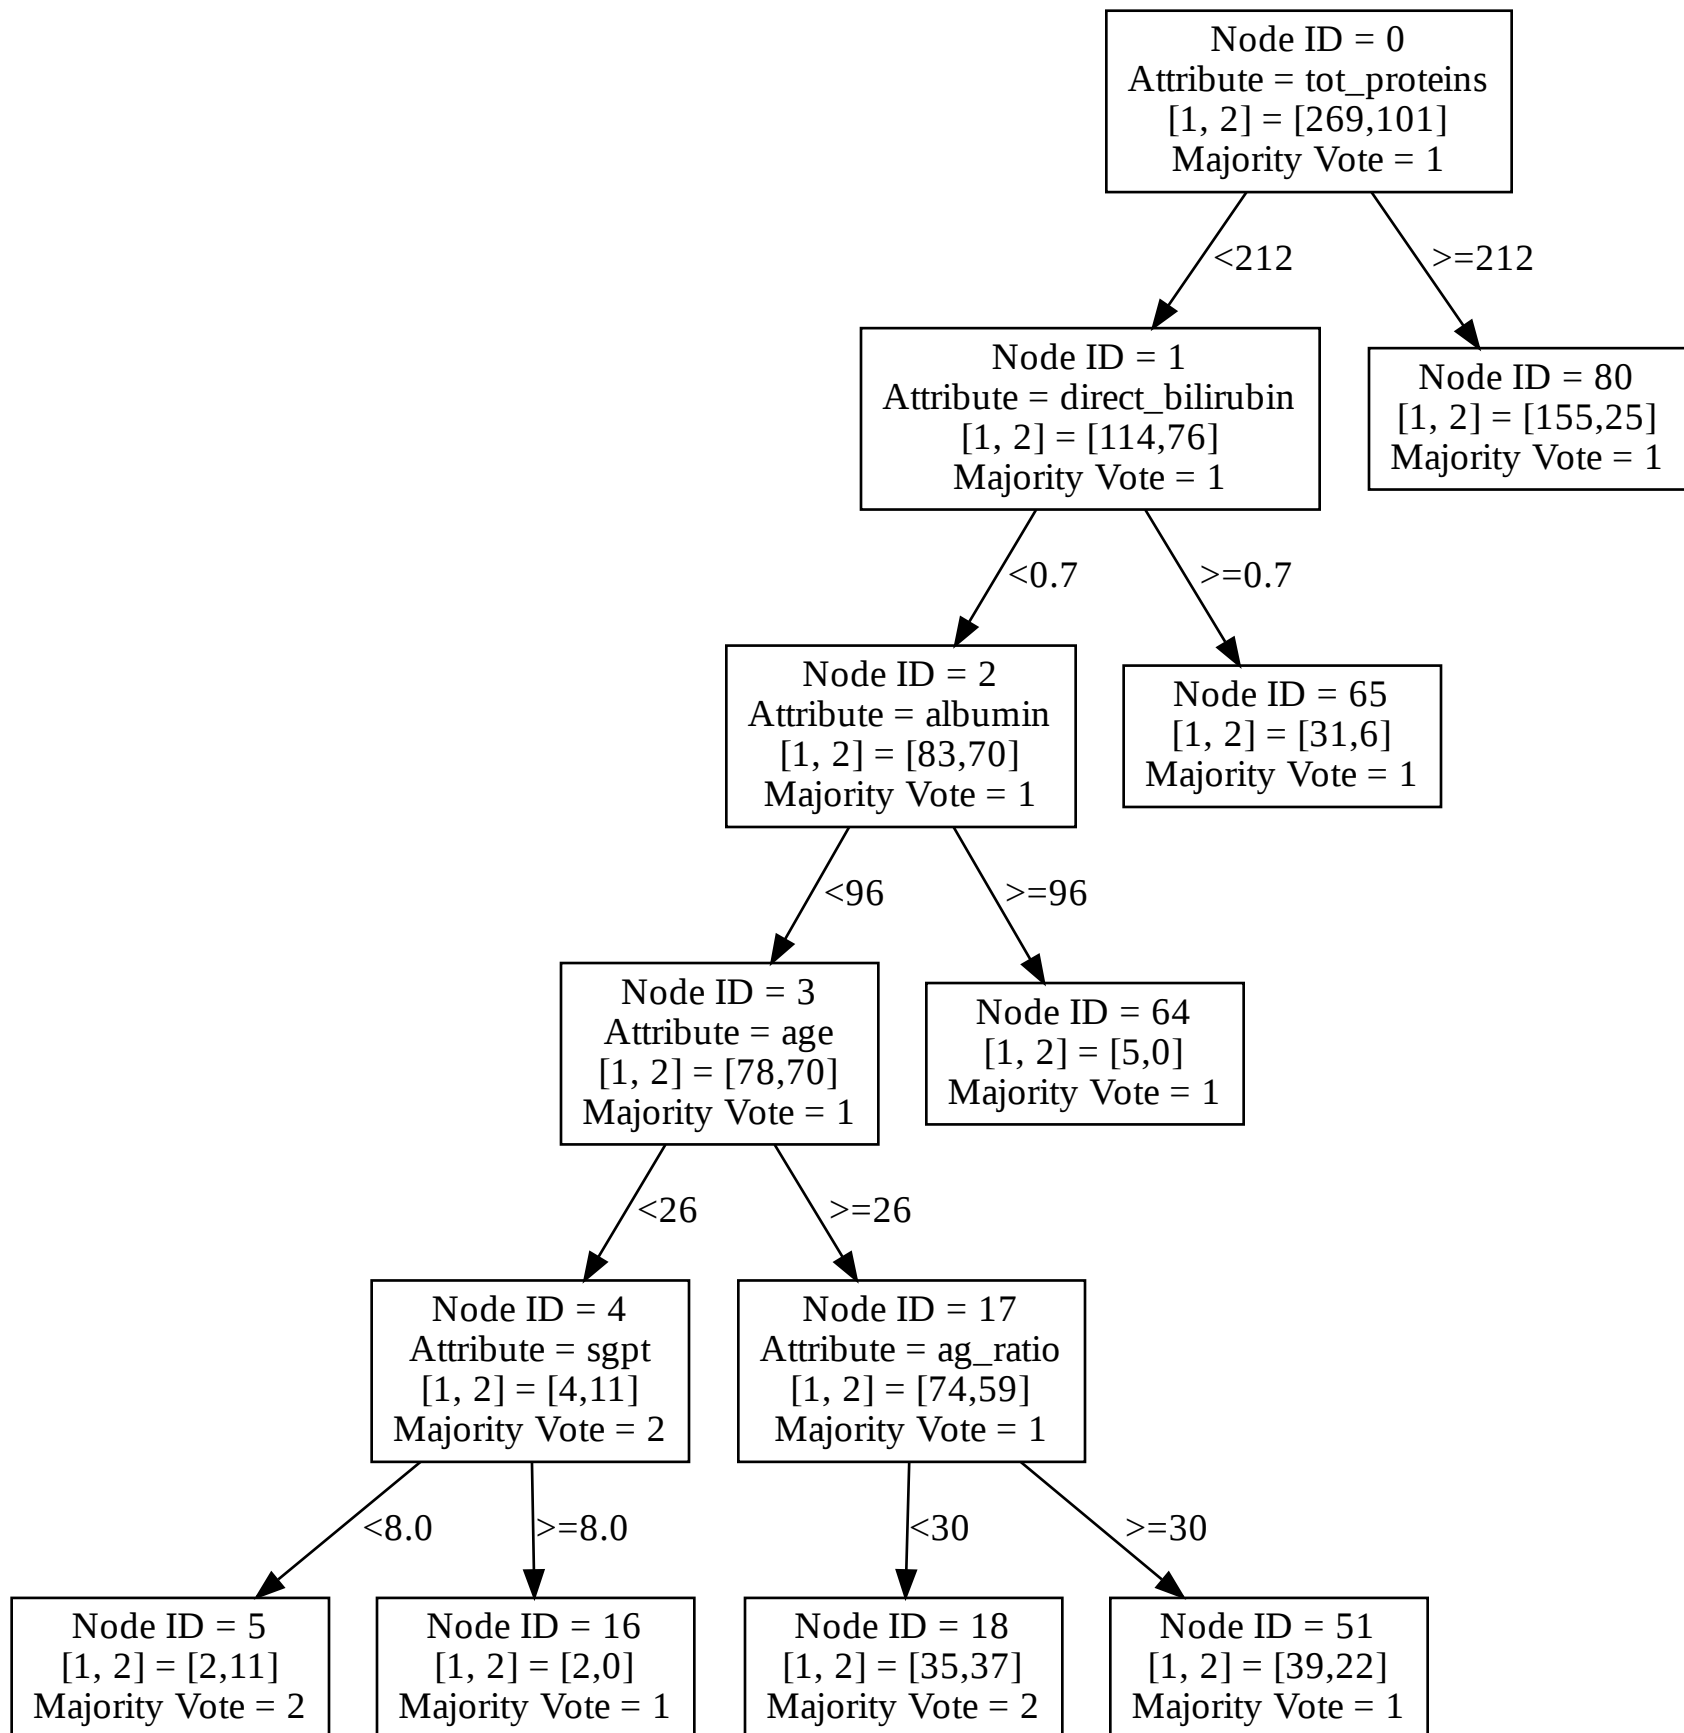 Node ID = 0
Attribute = tot_proteins
[1, 2] = [269,101]
Majority Vote = 1
<212
>=212
Node ID = 1
Attribute = direct_bilirubin
[1, 2] = [114,76]
Majority Vote = 1
Node ID = 80
[1, 2] = [155,25]
Majority Vote = 1
<0.7
>=0.7
Node ID = 2
Attribute = albumin
[1, 2] = [83,70]
Majority Vote = 1
Node ID = 65
[1, 2] = [31,6]
Majority Vote = 1
<96
>=96
Node ID = 3
Attribute = age
[1, 2] = [78,70]
Majority Vote = 1
Node ID = 64
[1, 2] = [5,0]
Majority Vote = 1
<26
>=26
Node ID = 4
Attribute = sgpt
[1, 2] = [4,11]
Majority Vote = 2
Node ID = 17
Attribute = ag_ratio
[1, 2] = [74,59]
Majority Vote = 1
<8.0
>=8.0
<30
>=30
Node ID = 5
[1, 2] = [2,11]
Majority Vote = 2
Node ID = 16
[1, 2] = [2,0]
Majority Vote = 1
Node ID = 18
[1, 2] = [35,37]
Majority Vote = 2
Node ID = 51
[1, 2] = [39,22]
Majority Vote = 1